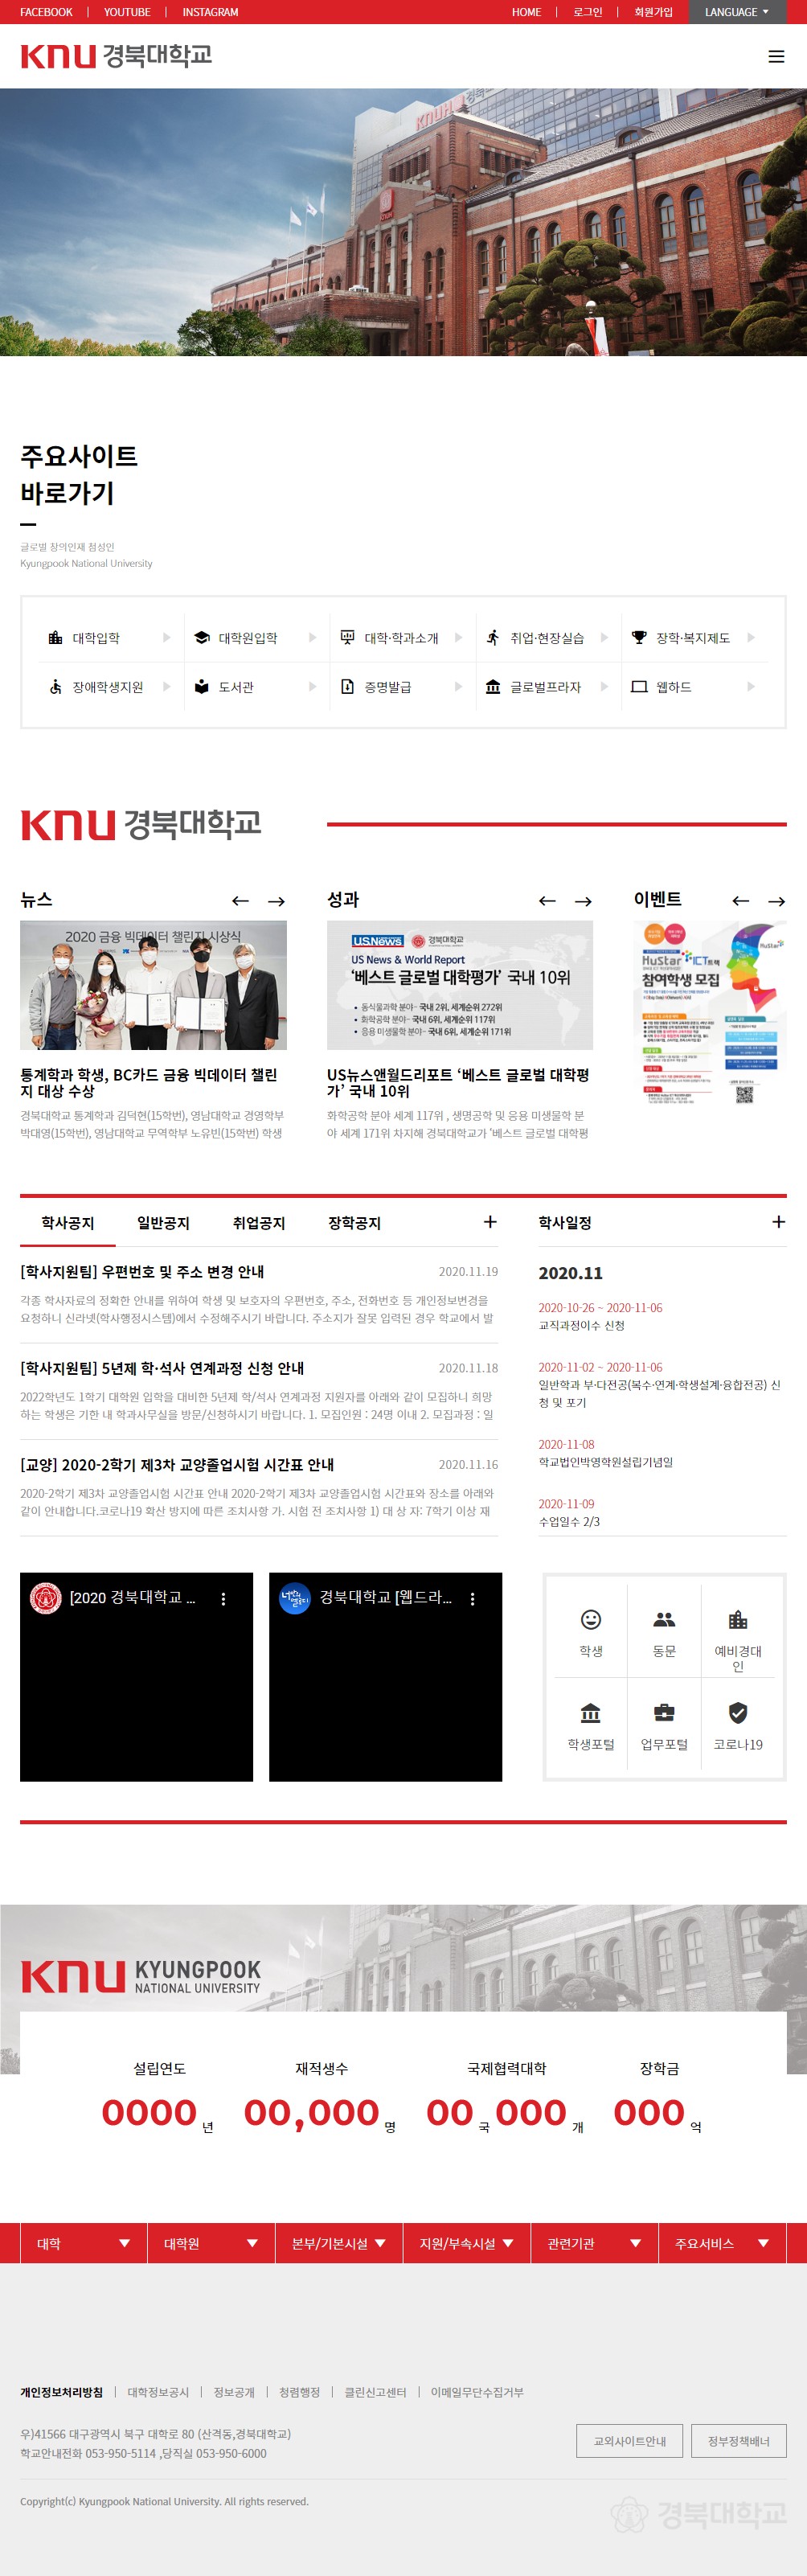 FACEBOOK
YOUTUBE
INSTAGRAM
HOME
로그인
회원가입
LANGUAGE
KNU 경북대학교
KNUH
주요사이트
바로가기
글로벌 창의인재 첨성인
Kyungpook National University
대학입학
대학원입학
대학·학과소개
취업·현장실습
장학·복지제도
장애학생지원
도서관
증명발급
글로벌프라자
웹하드
KNU 경북대학교
뉴스
성과
이벤트
2020 금융 빅데이터 챌린지 시상식
통계학과 학생, BC카드 금융 빅데이터 챌린
지 대상 수상
경북대학교 통계학과 김덕현(15학번), 영남대학교 경영학부
박대영(15학번), 영남대학교 무역학부 노유빈(15학번) 학생
U.S.News 경북대학교
US News & World Report
'베스트 글로벌 대학평가' 국내 10위
• 동식물과학 분야- 국내 2위, 세계순위 272위
• 화학공학 분야- 국내 6위, 세계순위 117위
• 응용 미생물학 분야- 국내 6위, 세계순위 171위
US뉴스앤월드리포트 ‘베스트 글로벌 대학평
가’ 국내 10위
화학공학 분야 세계 117위 , 생명공학 및 응용 미생물학 분
야 세계 171위 차지해 경북대학교가 '베스트 글로벌 대학평
HuStar ICT트랙
참여학생 모집
HuStar
학사공지
일반공지
취업공지
장학공지
[학사지원팀] 우편번호 및 주소 변경 안내
2020.11.19
각종 학사자료의 정확한 안내를 위하여 학생 및 보호자의 우편번호, 주소, 전화번호 등 개인정보변경을
요청하니 신라넷(학사행정시스템)에서 수정해주시기 바랍니다. 주소지가 잘못 입력된 경우 학교에서 발
[학사지원팀] 5년제 학·석사 연계과정 신청 안내
2020.11.18
2022학년도 1학기 대학원 입학을 대비한 5년제 학/석사 연계과정 지원자를 아래와 같이 모집하니 희망
하는 학생은 기한 내 학과사무실을 방문/신청하시기 바랍니다. 1. 모집인원 : 24명 이내 2. 모집과정 : 일
[교양] 2020-2학기 제3차 교양졸업시험 시간표 안내
2020.11.16
2020-2학기 제3차 교양졸업시험 시간표 안내 2020-2학기 제3차 교양졸업시험 시간표와 장소를 아래와
같이 안내합니다.코로나19 확산 방지에 따른 조치사항 가. 시험 전 조치사항 1) 대 상 자: 7학기 이상 재
학사일정
2020.11
2020-10-26 ~ 2020-11-06
교직과정이수 신청
2020-11-02 ~ 2020-11-06
일반학과 부·다전공(복수·연계·학생설계·융합전공) 신
청 및 포기
2020-11-08
학교법인박영학원설립기념일
2020-11-09
수업일수 2/3
[2020 경북대학교 ...
경북대학교 [웹드라...
학생
동문
예비경대
인
학생포털
업무포털
코로나19
KNU KYUNGPOOK
NATIONAL UNIVERSITY
설립연도
재적생수
국제협력대학
장학금
0000 년
00,000 명
00 국 000 개
000 억
대학
대학원
본부/기본시설
지원/부속시설
관련기관
주요서비스
개인정보처리방침
대학정보공시
정보공개
청렴행정
클린신고센터
이메일무단수집거부
우)41566 대구광역시 북구 대학로 80 (산격동,경북대학교)
학교안내전화 053-950-5114 ,당직실 053-950-6000
교외사이트안내
정부정책배너
Copyright(c) Kyungpook National University. All rights reserved.
경북대학교